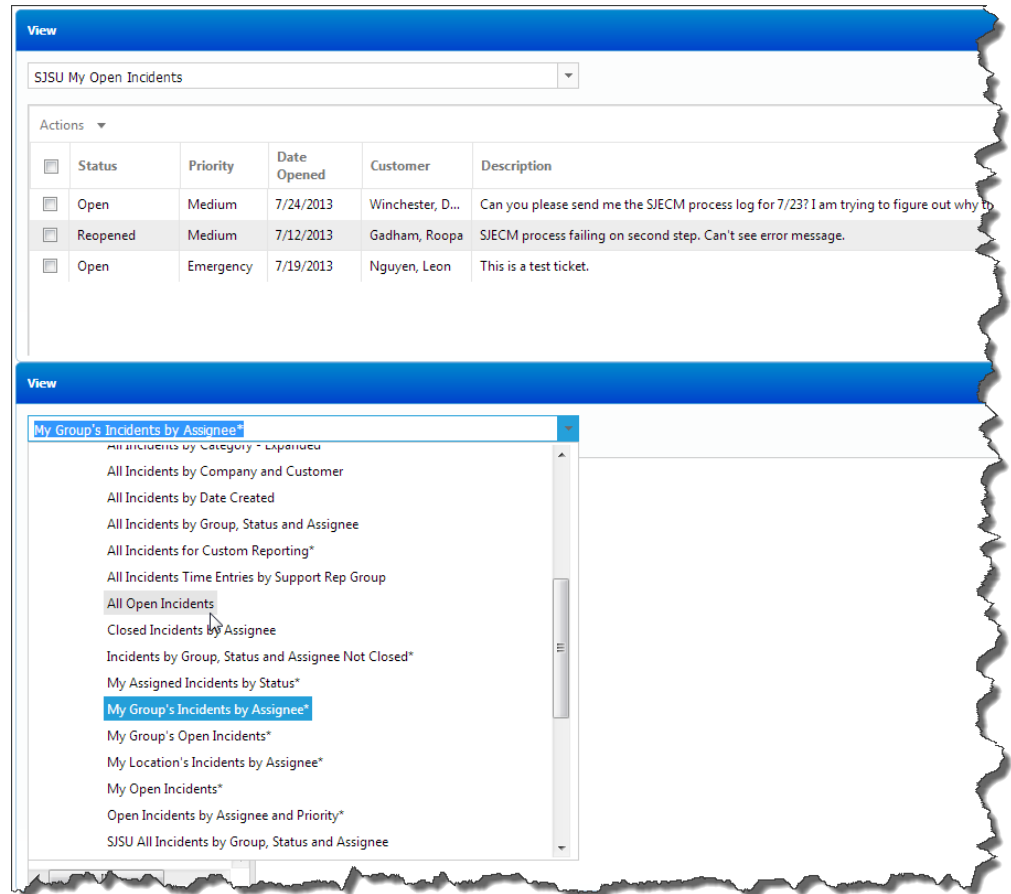 View
SJSU My Open Incidents
Actions
Status Priority Date Opened Customer Description
Open Medium 7/24/2013 Winchester, D... Can you please send me the SJECM process log for 7/23? I am trying to figure out why
Reopened Medium 7/12/2013 Gadham, Roopa SJECM process failing on second step. Can't see error message.
Open Emergency 7/19/2013 Nguyen, Leon This is a test ticket.
View
My Group's Incidents by Assignee*
All Incidents by Category - Expanded
All Incidents by Company and Customer
All Incidents by Date Created
All Incidents by Group, Status and Assignee
All Incidents for Custom Reporting*
All Incidents Time Entries by Support Rep Group
All Open Incidents
Closed Incidents by Assignee
Incidents by Group, Status and Assignee Not Closed*
My Assigned Incidents by Status*
My Group's Incidents by Assignee*
My Group's Open Incidents*
My Location's Incidents by Assignee*
My Open Incidents*
Open Incidents by Assignee and Priority*
SJSU All Incidents by Group, Status and Assignee